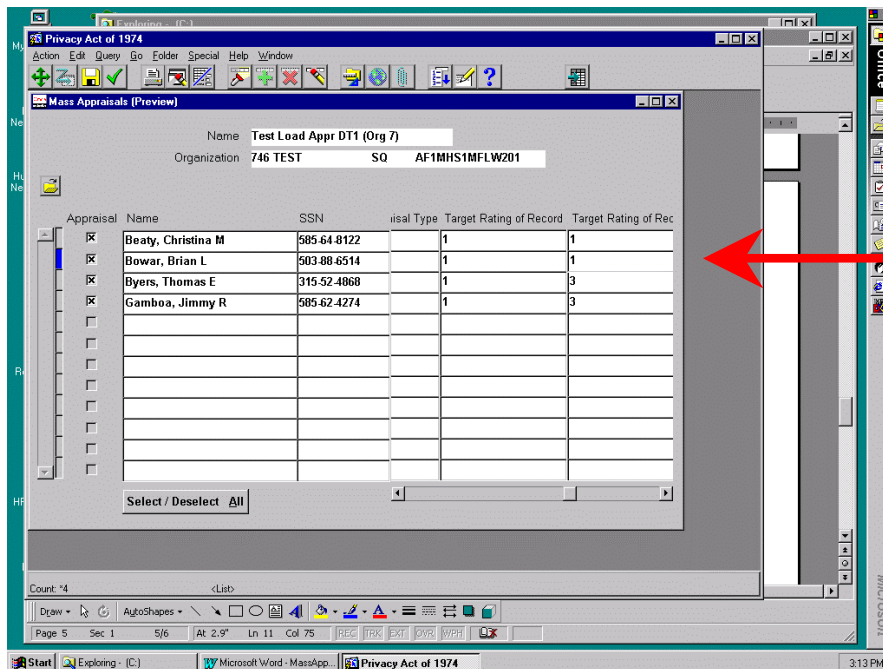 Exploring - (C:)
Privacy Act of 1974
Action Edit Query Go Folder Special Help Window
Mass Appraisals (Preview)
Name Test Load Appr DT1 (Org 7)
Organization 746 TEST SQ AF1MHS1MFLW201
Appraisal Name SSN isal Type Target Rating of Record Target Rating of Rec
Beaty, Christina M 585-64-8122 1 1
Bowar, Brian L 503-88-6514 1 1
Byers, Thomas E 315-52-4868 1 3
Gamboa, Jimmy R 585-62-4274 1 3
Select / Deselect All
Count: *4 <List>
Draw AutoShapes
Page 5 Sec 1 5/6 At 2.9" Ln 11 Col 75 REC TRK EXT OVR WPH
Start Exploring - (C:) Microsoft Word - MassApp... Privacy Act of 1974 3:13 PM
Office
Microsoft